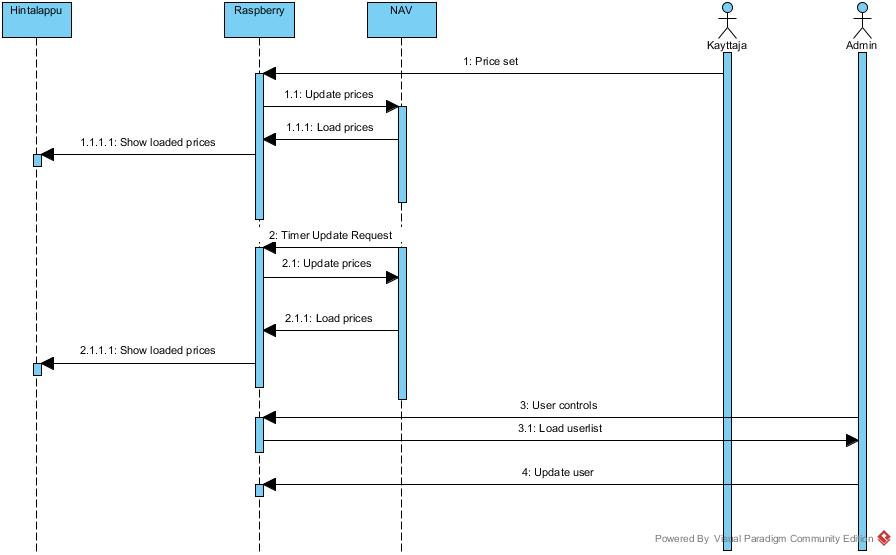 Hintalappu
Raspberry
NAV
Kayttaja
Admin
1: Price set
1.1: Update prices
1.1.1: Load prices
1.1.1.1: Show loaded prices
2: Timer Update Request
2.1: Update prices
2.1.1: Load prices
2.1.1.1: Show loaded prices
3: User controls
3.1: Load userlist
4: Update user
Powered By Visual Paradigm Community Edition